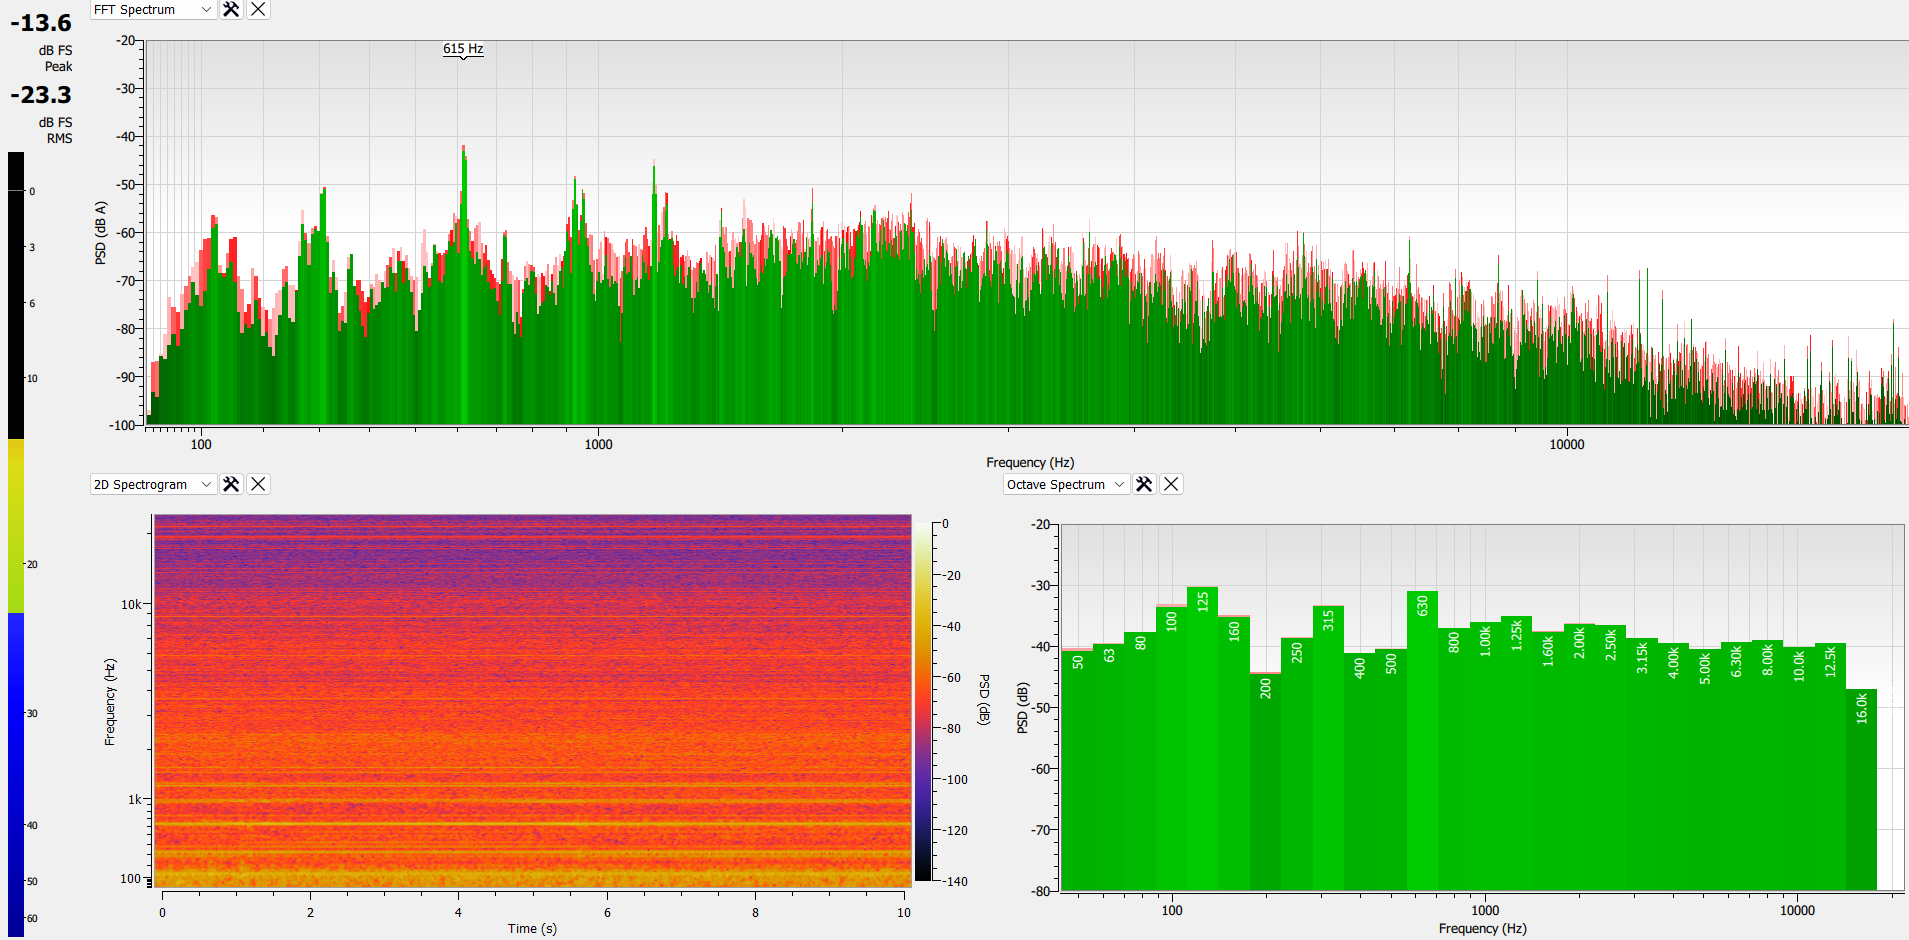 -13.6
dB FS
Peak
-23.3
dB FS
RMS
0
3
6
10
20
30
40
50
60
FFT Spectrum
615 Hz
-20
-30
-40
-50
-60
-70
-80
-90
-100
PSD (dB A)
100
1000
10000
Frequency (Hz)
2D Spectrogram
10k
1k
100
Frequency (Hz)
0
2
4
6
8
10
Time (s)
0
-20
-40
-60
-80
-100
-120
-140
PSD (dB)
Octave Spectrum
-20
-30
-40
-50
-60
-70
-80
PSD (dB)
50
63
80
100
125
160
200
250
315
400
500
630
800
1.00k
1.25k
1.60k
2.00k
2.50k
3.15k
4.00k
5.00k
6.30k
8.00k
10.0k
12.5k
16.0k
100
1000
10000
Frequency (Hz)